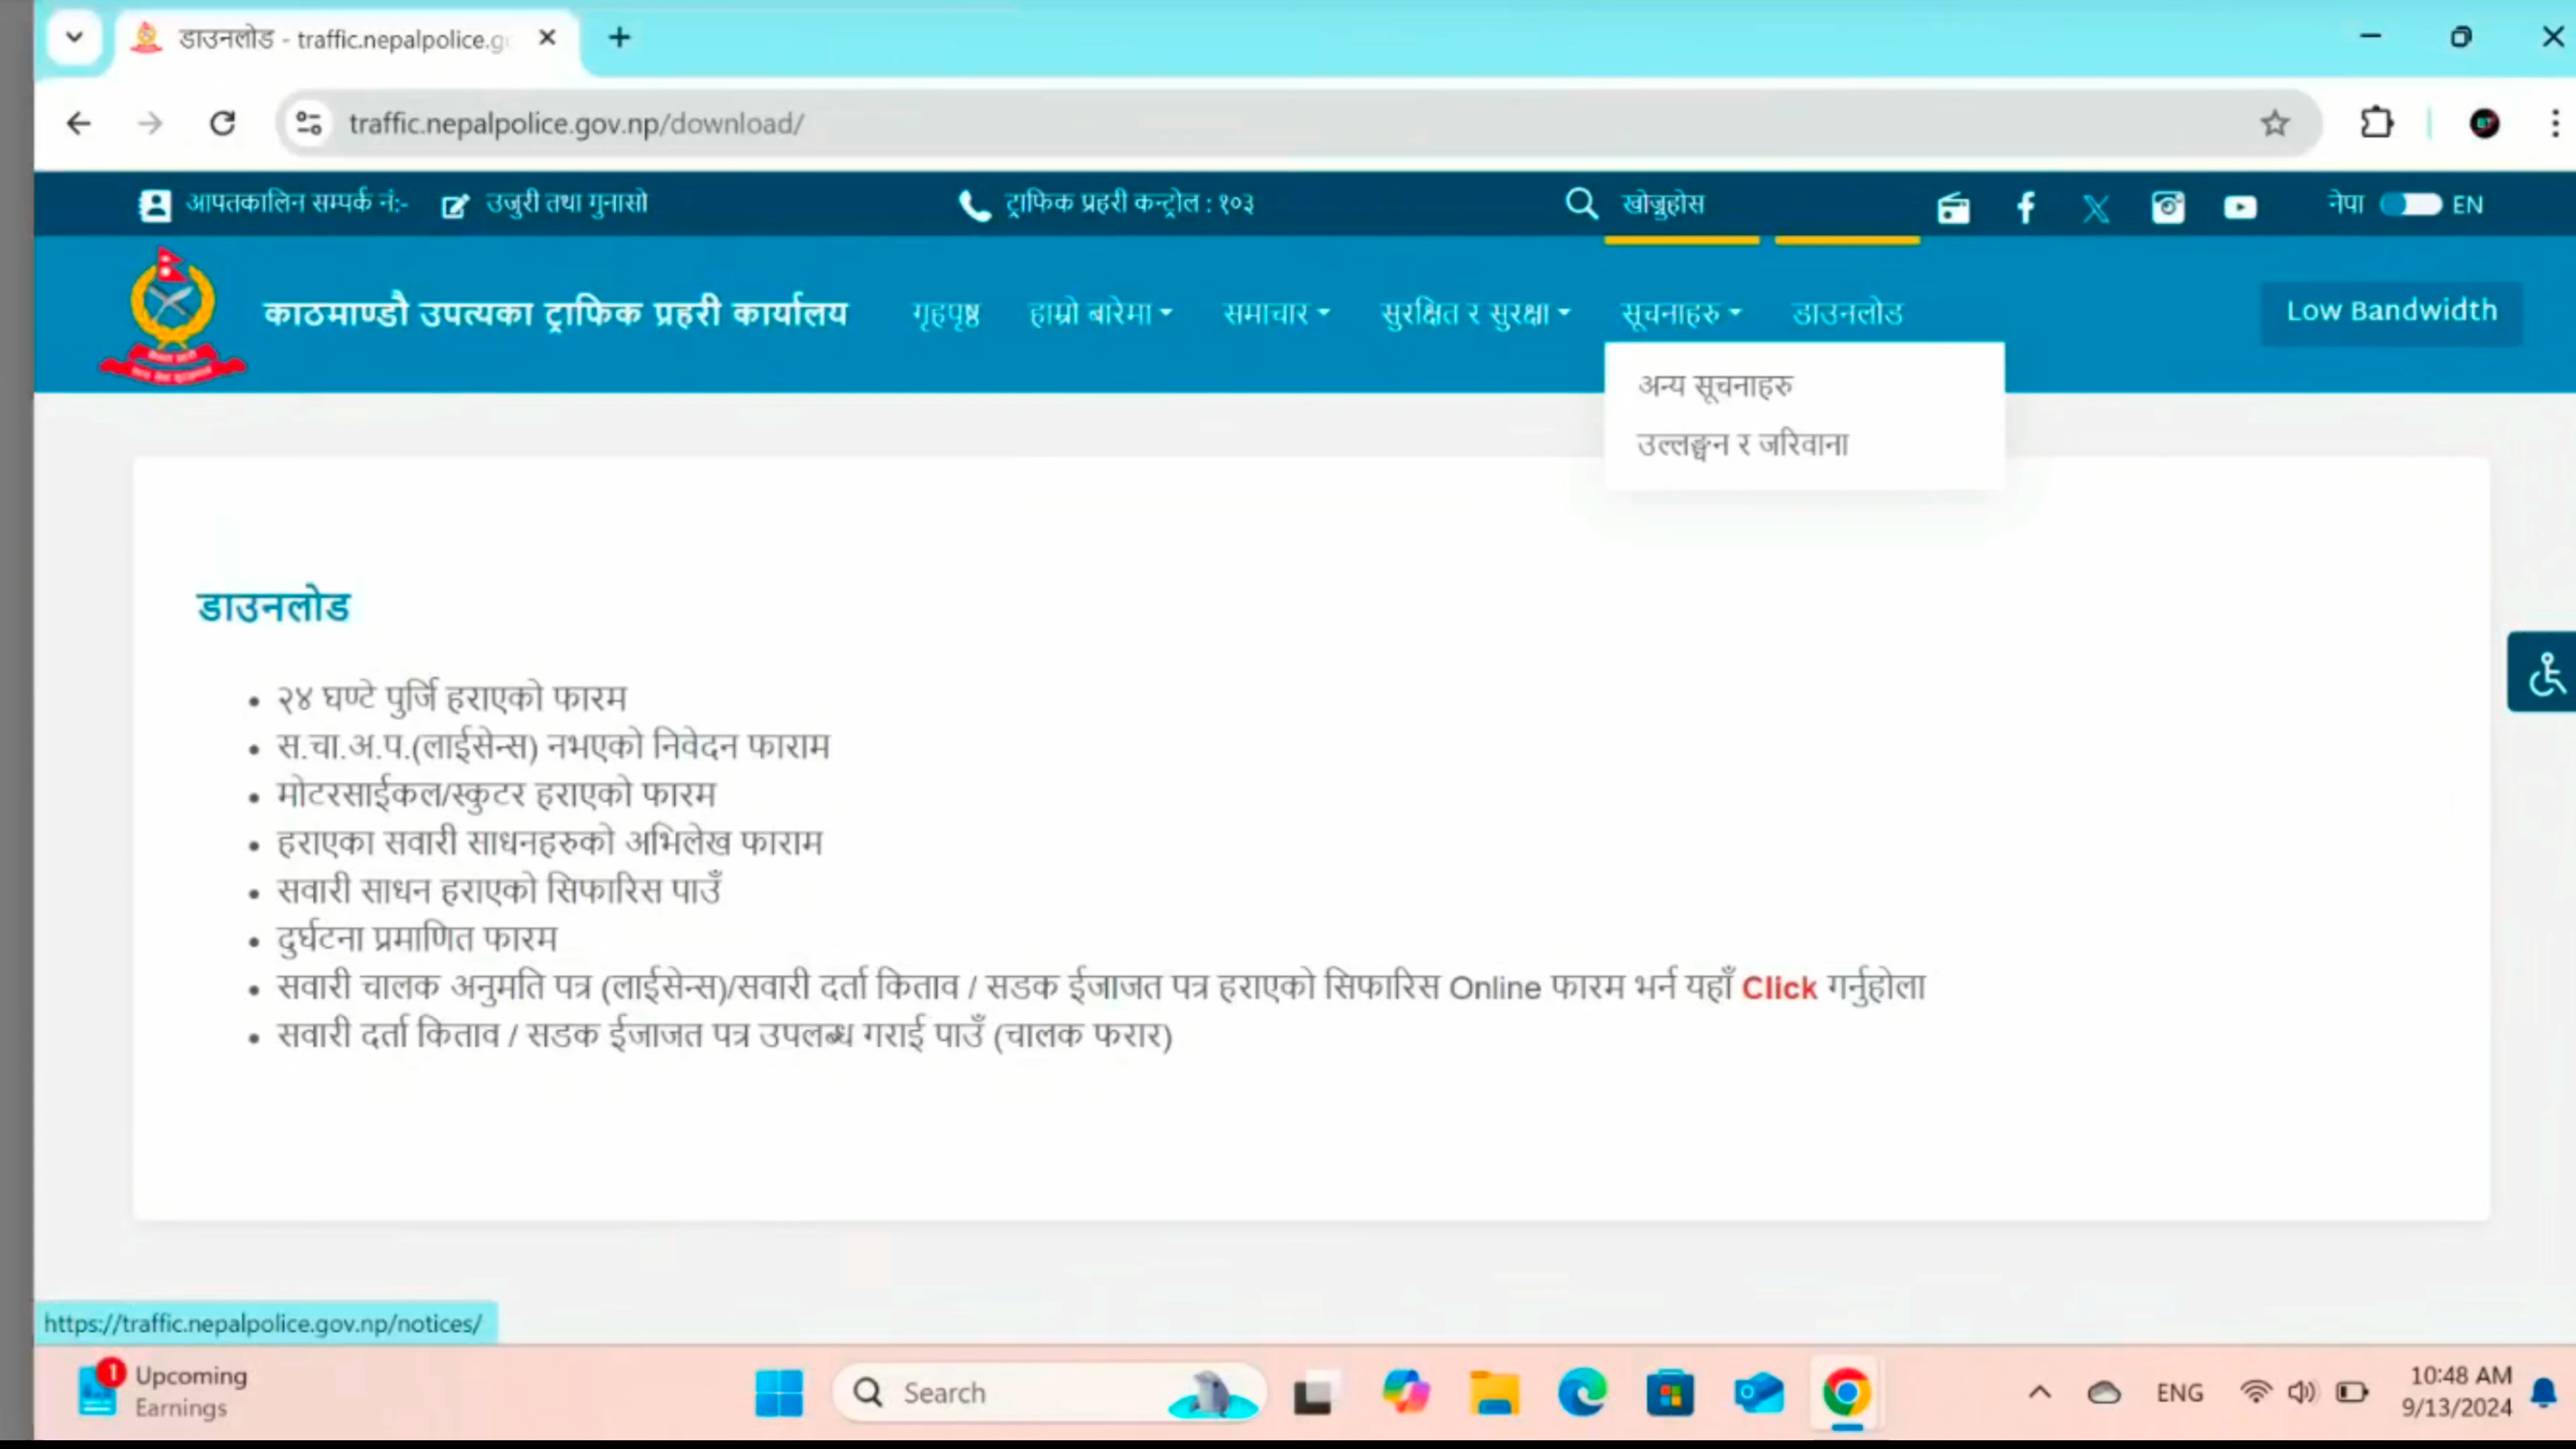 डाउनलोड - traffic.nepalpolice.g
traffic.nepalpolice.gov.np/download/
आपतकालिन सम्पर्क नं:- उजुरी तथा गुनासो ट्राफिक प्रहरी कन्ट्रोल : १०३ खोज्नुहोस नेपा EN
काठमाण्डौ उपत्यका ट्राफिक प्रहरी कार्यालय गृहपृष्ठ हाम्रो बारेमा समाचार सुरक्षित र सुरक्षा सूचनाहरु डाउनलोड Low Bandwidth
अन्य सूचनाहरु
उल्लङ्घन र जरिवाना
डाउनलोड
• २४ घण्टे पुर्जि हराएको फारम
• स.चा.अ.प.(लाईसेन्स) नभएको निवेदन फाराम
• मोटरसाईकल/स्कुटर हराएको फारम
• हराएका सवारी साधनहरुको अभिलेख फाराम
• सवारी साधन हराएको सिफारिस पाउँ
• दुर्घटना प्रमाणित फारम
• सवारी चालक अनुमति पत्र (लाईसेन्स)/सवारी दर्ता किताव / सडक ईजाजत पत्र हराएको सिफारिस Online फारम भर्न यहाँ Click गर्नुहोला
• सवारी दर्ता किताव / सडक ईजाजत पत्र उपलब्ध गराई पाउँ (चालक फरार)
https://traffic.nepalpolice.gov.np/notices/
1 Upcoming
Earnings
Search
ENG
10:48 AM
9/13/2024